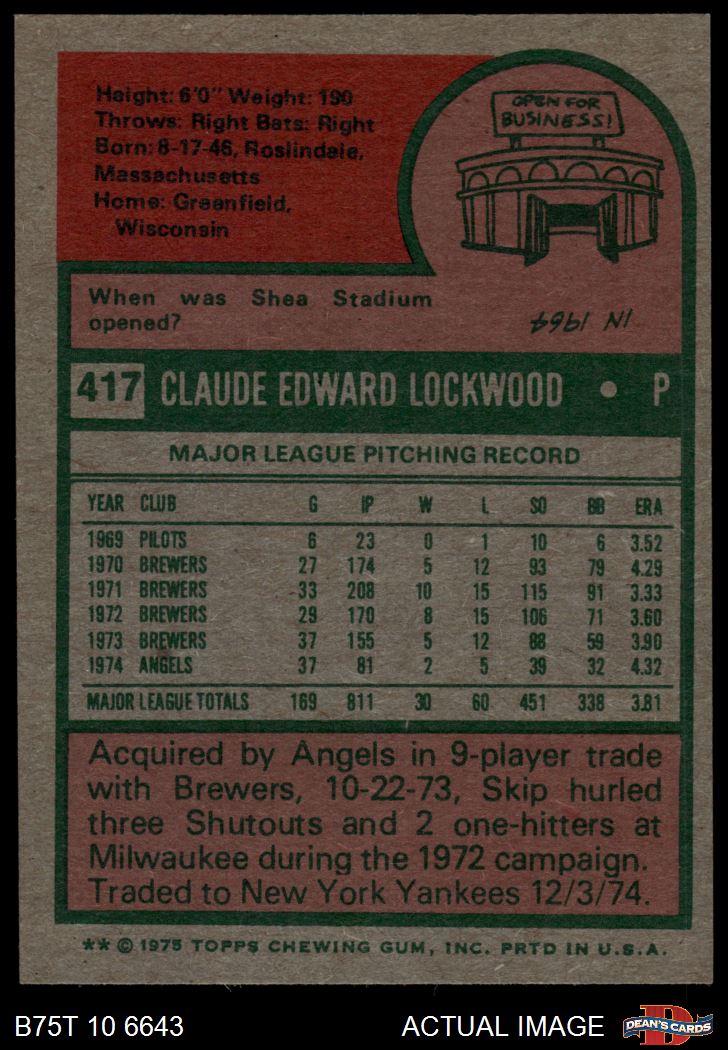 Height: 6'0" Weight: 190
Throws: Right Bats: Right
Born: 8-17-46, Roslindale,
Massachusetts
Home: Greenfield,
Wisconsin
OPEN FOR
BUSINESS!
When was Shea Stadium
opened?
IN 1964
417 CLAUDE EDWARD LOCKWOOD • P
MAJOR LEAGUE PITCHING RECORD
YEAR CLUB G IP W L SO BB ERA
1969 PILOTS 6 23 0 1 10 6 3.52
1970 BREWERS 27 174 5 12 93 79 4.29
1971 BREWERS 33 208 10 15 115 91 3.33
1972 BREWERS 29 170 8 15 106 71 3.60
1973 BREWERS 37 155 5 12 88 59 3.90
1974 ANGELS 37 81 2 5 39 32 4.32
MAJOR LEAGUE TOTALS 169 811 30 60 451 338 3.81
Acquired by Angels in 9-player trade
with Brewers, 10-22-73, Skip hurled
three Shutouts and 2 one-hitters at
Milwaukee during the 1972 campaign.
Traded to New York Yankees 12/3/74.
** © 1975 TOPPS CHEWING GUM, INC. PRTD IN U.S.A.
B75T 10 6643 ACTUAL IMAGE
D
DEAN'S CARDS